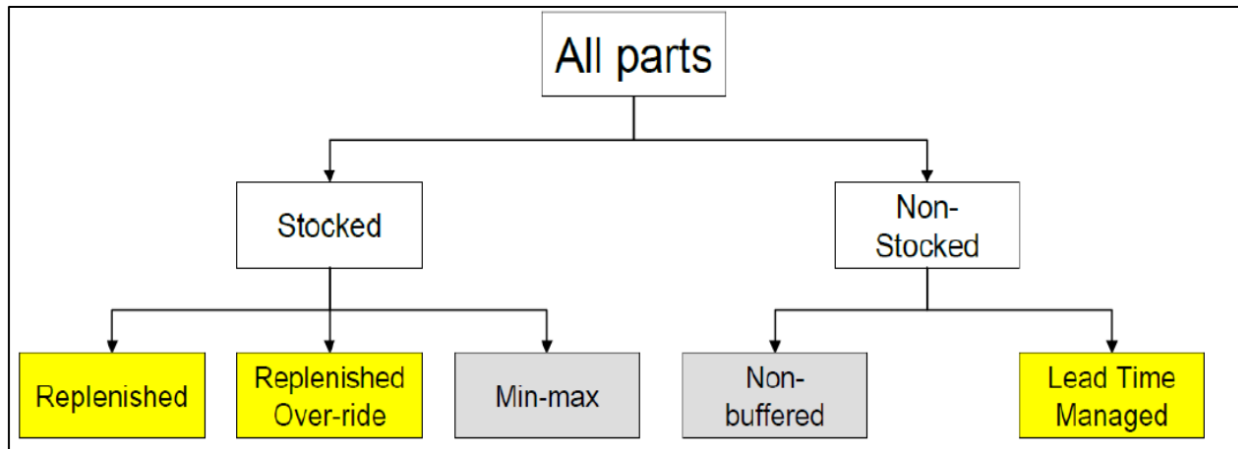 All parts
Stocked
Non-
Stocked
Replenished
Replenished
Over-ride
Min-max
Non-
buffered
Lead Time
Managed